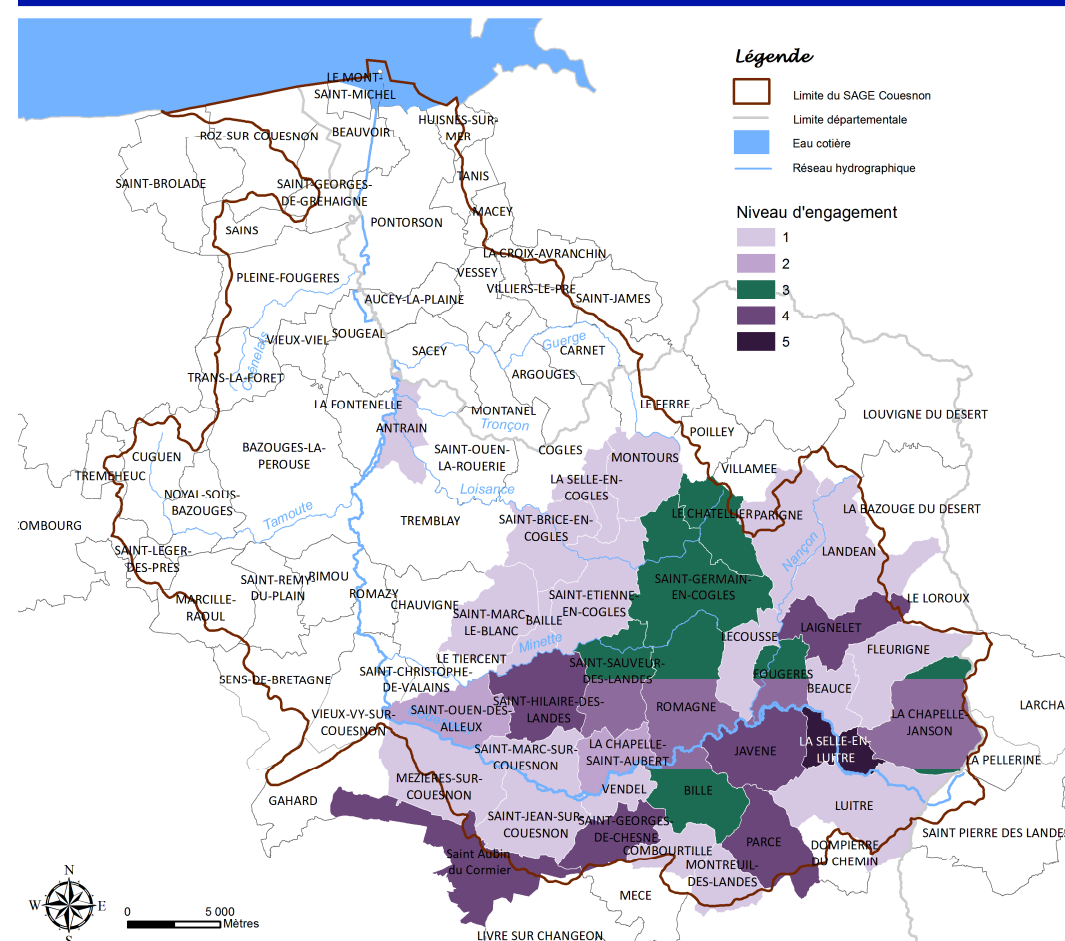 Légende
Limite du SAGE Couesnon
Limite départementale
Eau cotière
Réseau hydrographique
Niveau d'engagement
1
2
3
4
5
LE MONT-
SAINT-MICHEL
ROZ SUR COUESNON
BEAUVOIR
HUISNES-SUR-
MER
SAINT-BROLADE
SAINT-GEORGES-
DE-GREHAIGNE
TANIS
SAINS
PONTORSON
MACEY
LA CROIX-AVRANCHIN
PLEINE-FOUGERES
VESSEY
VILLIERS-LE-PRE
AUCEY-LA-PLAINE
SAINT-JAMES
VIEUX-VIEL
SOUGEAL
SACEY
Guerge
CARNET
TRANS-LA-FORET
ARGOUGES
LA FONTENELLE
MONTANEL
LE FERRE
LOUVIGNE DU DESERT
ANTRAIN
Tronçon
POILLEY
CUGUEN
BAZOUGES-LA-
PEROUSE
SAINT-OUEN-
LA-ROUERIE
COGLES
MONTOURS
VILLAMEE
TREMEHEUC
NOYAL-SOUS-
BAZOUGES
Loisance
LA SELLE-EN-
COGLES
LA BAZOUGE DU DESERT
OMBOURG
Tamoute
TREMBLAY
SAINT-BRICE-EN-
COGLES
LE CHATELLIER
PARIGNE
Nançon
LANDEAN
SAINT-LEGER-
DES-PRES
SAINT-REMY-
DU-PLAIN
RIMOU
ROMAZY
CHAUVIGNE
SAINT-ETIENNE-
EN-COGLES
SAINT-GERMAIN-
EN-COGLES
LE LOROUX
MARCILLE-
RAOUL
SAINT-MARC-
LE-BLANC
BAILLE
LAIGNELET
Minette
LECOUSSE
FLEURIGNE
LE TIERCENT
SENS-DE-BRETAGNE
SAINT-CHRISTOPHE-
DE-VALAINS
SAINT-SAUVEUR-
DES-LANDES
FOUGERES
BEAUCE
VIEUX-VY-SUR-
COUESNON
SAINT-OUEN-DES-
ALLEUX
SAINT-HILAIRE-DES-
LANDES
ROMAGNE
LA CHAPELLE-
JANSON
LARCHA
SAINT-MARC-SUR-
COUESNON
LA CHAPELLE-
SAINT-AUBERT
JAVENE
LA SELLE-EN-
LUITRE
LA PELLERINE
MEZIERES-SUR-
COUESNON
VENDEL
BILLE
LUITRE
GAHARD
SAINT-JEAN-SUR-
COUESNON
SAINT-GEORGES-
DE-CHESNE
SAINT PIERRE DES LANDES
Saint Aubin
du Cormier
COMBOURTILLE
PARCE
DOMPIERRE
DU CHEMIN
MONTREUIL-
DES-LANDES
MECE
LIVRE SUR CHANGEON
N
W
E
S
0
5 000
Mètres